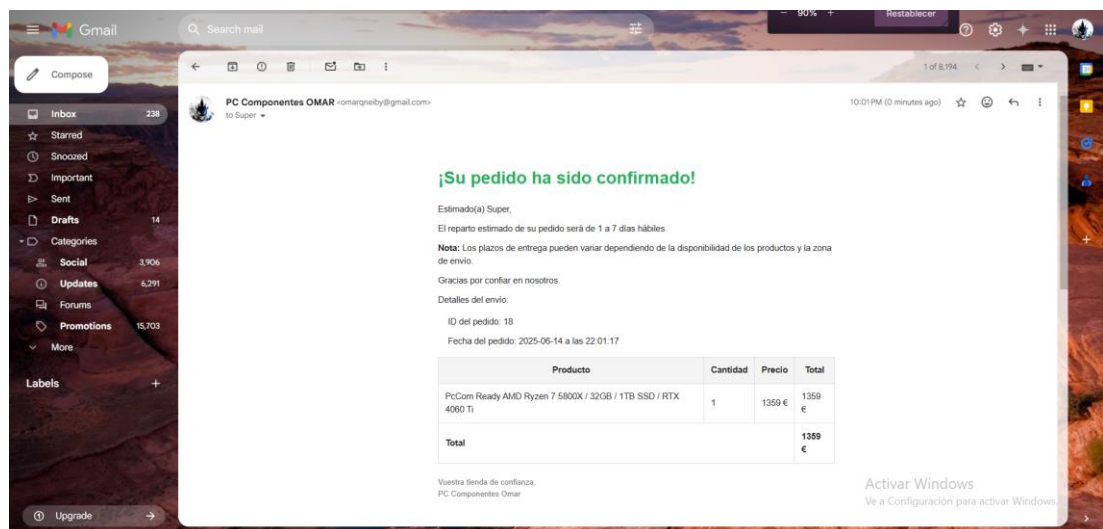 90% +
Restablecer
Gmail
Search mail
Compose
1 of 8,194
Inbox 238
Starred
Snoozed
Important
Sent
Drafts 14
Categories
Social 3,906
Updates 6,291
Forums
Promotions 15,703
More
Labels +
Upgrade
PC Componentes OMAR <omarqneiby@gmail.com>
to Super
10:01 PM (0 minutes ago)
¡Su pedido ha sido confirmado!
Estimado(a) Super,
El reparto estimado de su pedido será de 1 a 7 días hábiles
Nota: Los plazos de entrega pueden variar dependiendo de la disponibilidad de los productos y la zona
de envío.
Gracias por confiar en nosotros.
Detalles del envío:
ID del pedido: 18
Fecha del pedido: 2025-06-14 a las 22:01:17
Producto Cantidad Precio Total
PcCom Ready AMD Ryzen 7 5800X / 32GB / 1TB SSD / RTX
4060 Ti
1 1359 € 1359
€
Total 1359
€
Vuestra tienda de confianza,
PC Componentes Omar
Activar Windows
Ve a Configuración para activar Windows.